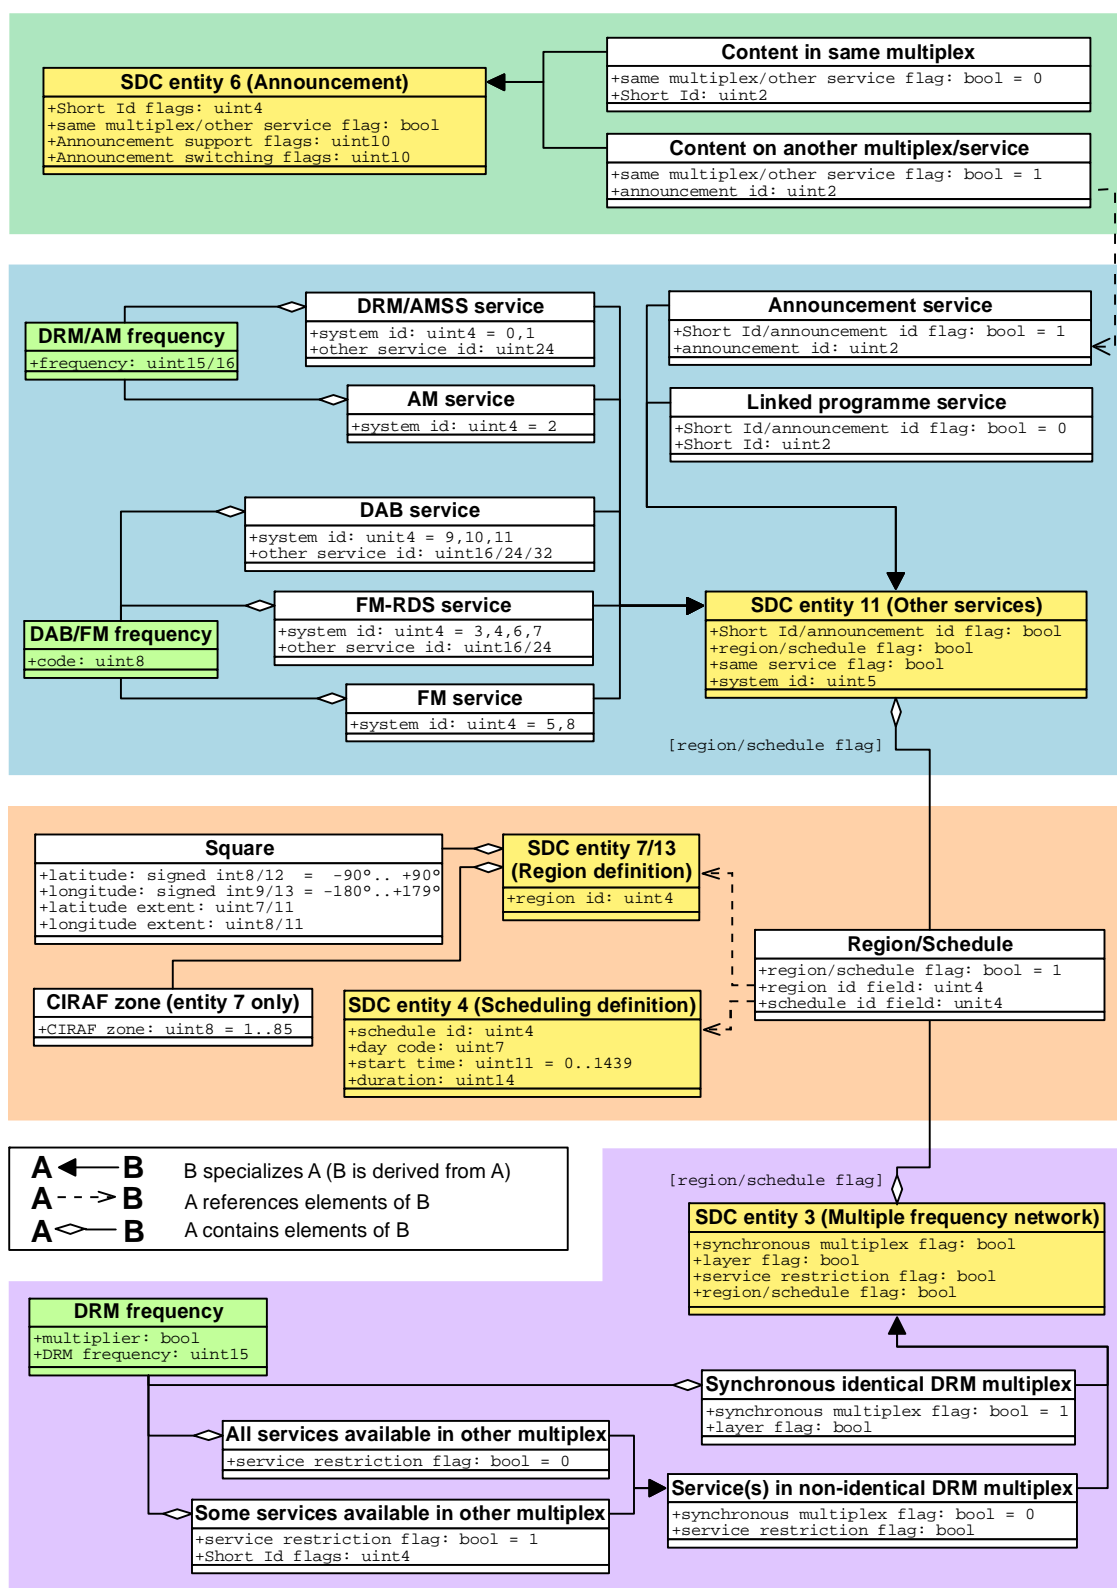 SDC entity 6 (Announcement)
+Short Id flags: uint4
+same multiplex/other service flag: bool
+Announcement support flags: uint10
+Announcement switching flags: uint10
Content in same multiplex
+same multiplex/other service flag: bool = 0
+Short Id: uint2
Content on another multiplex/service
+same multiplex/other service flag: bool = 1
+announcement id: uint2
DRM/AM frequency
+frequency: uint15/16
DRM/AMSS service
+system id: uint4 = 0,1
+other service id: uint24
AM service
+system id: uint4 = 2
Announcement service
+Short Id/announcement id flag: bool = 1
+announcement id: uint2
Linked programme service
+Short Id/announcement id flag: bool = 0
+Short Id: uint2
DAB service
+system id: unit4 = 9,10,11
+other service id: uint16/24/32
FM-RDS service
+system id: uint4 = 3,4,6,7
+other service id: uint16/24
DAB/FM frequency
+code: uint8
FM service
+system id: uint4 = 5,8
SDC entity 11 (Other services)
+Short Id/announcement id flag: bool
+region/schedule flag: bool
+same service flag: bool
+system id: uint5
[region/schedule flag]
Square
+latitude: signed int8/12 = -90°.. +90°
+longitude: signed int9/13 = -180°.. +179°
+latitude extent: uint7/11
+longitude extent: uint8/11
SDC entity 7/13
(Region definition)
+region id: uint4
CIRAF zone (entity 7 only)
+CIRAF zone: uint8 = 1..85
SDC entity 4 (Scheduling definition)
+schedule id: uint4
+day code: uint7
+start time: uint11 = 0..1439
+duration: uint14
Region/Schedule
+region/schedule flag: bool = 1
+region id field: uint4
+schedule id field: unit4
A B B specializes A (B is derived from A)
A B A references elements of B
A B A contains elements of B
[region/schedule flag]
SDC entity 3 (Multiple frequency network)
+synchronous multiplex flag: bool
+layer flag: bool
+service restriction flag: bool
+region/schedule flag: bool
DRM frequency
+multiplier: bool
+DRM frequency: uint15
Synchronous identical DRM multiplex
+synchronous multiplex flag: bool = 1
+layer flag: bool
All services available in other multiplex
+service restriction flag: bool = 0
Some services available in other multiplex
+service restriction flag: bool = 1
+Short Id flags: uint4
Service(s) in non-identical DRM multiplex
+synchronous multiplex flag: bool = 0
+service restriction flag: bool